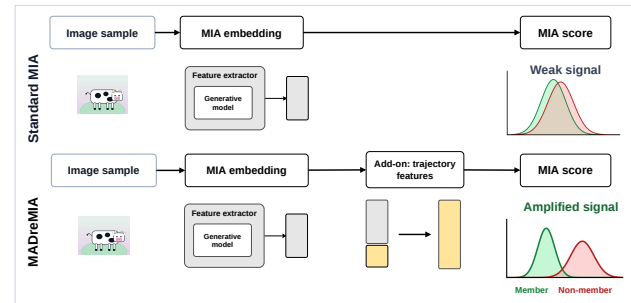 Standard MIA
Image sample
MIA embedding
MIA score
Feature extractor
Generative
model
Weak signal
MADreMIA
Image sample
MIA embedding
Add-on: trajectory
features
MIA score
Feature extractor
Generative
model
Amplified signal
Member
Non-member